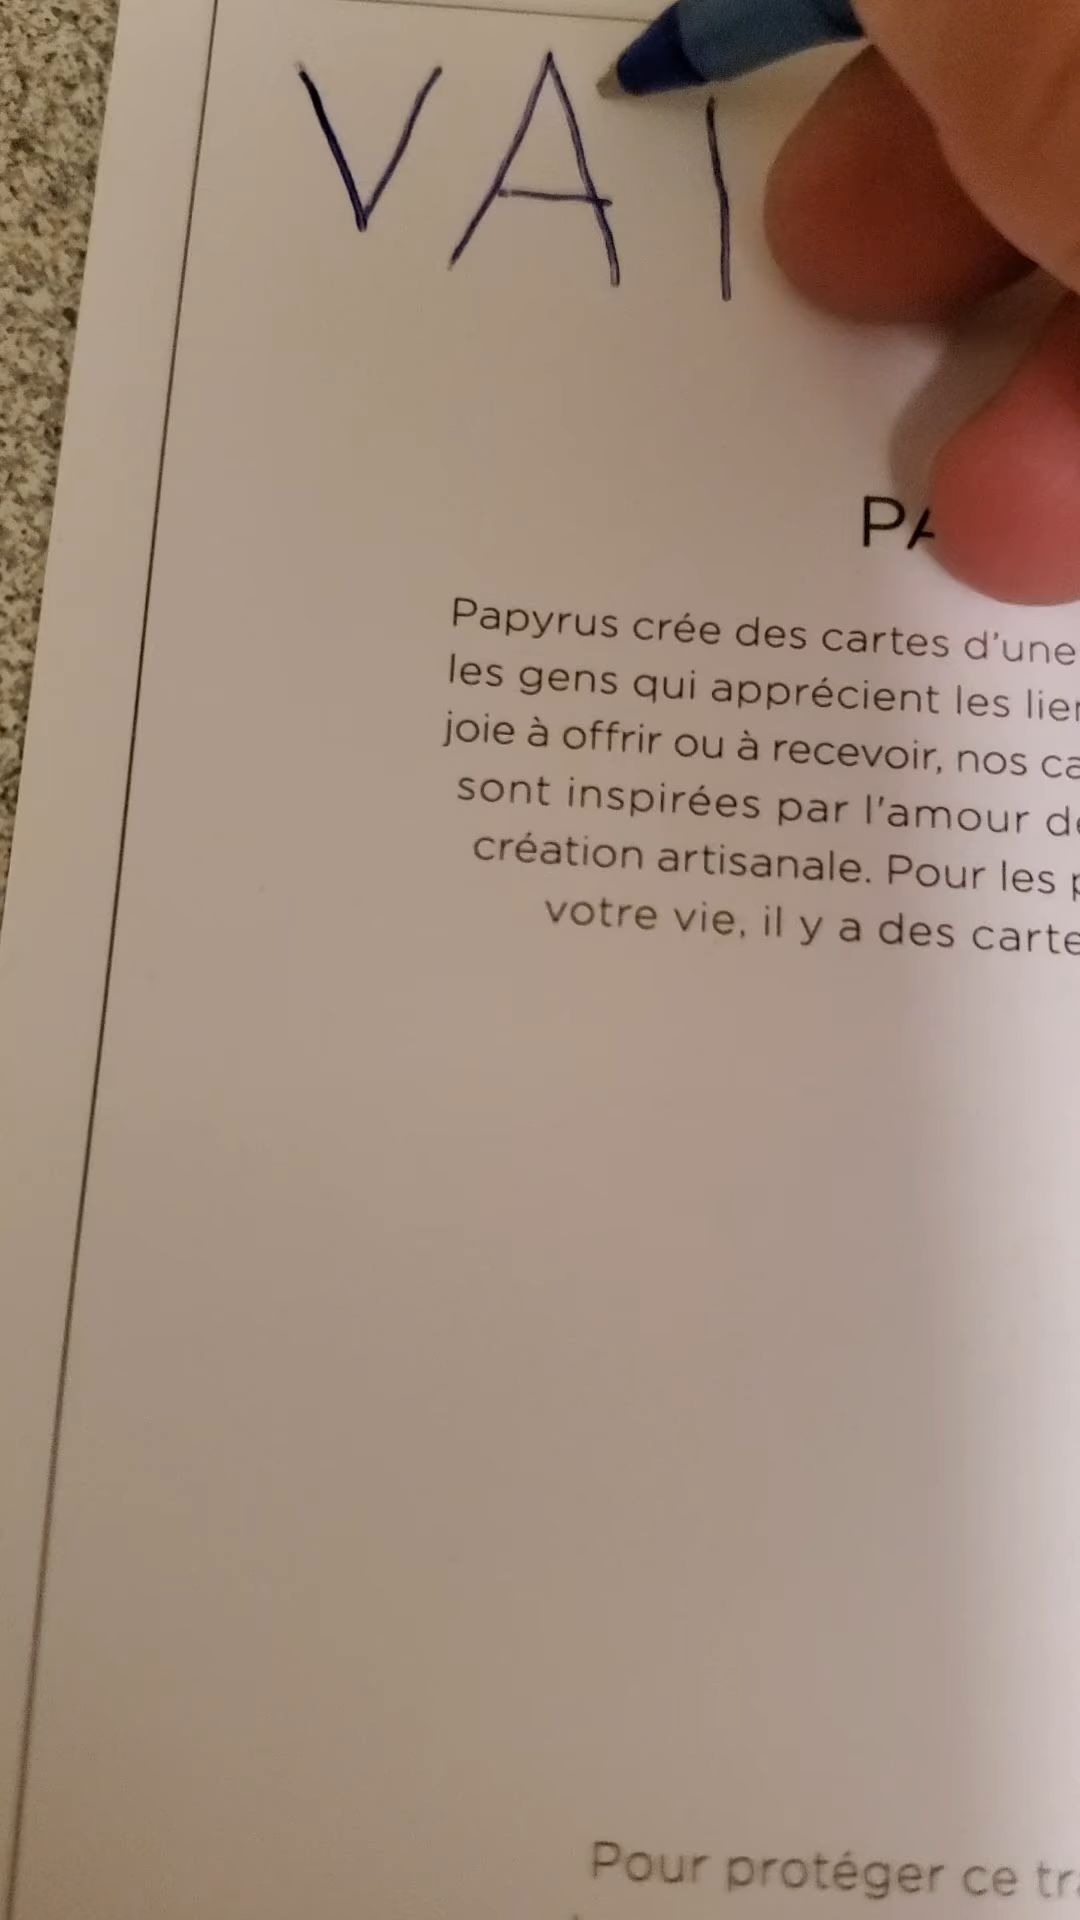 VAI
Papyrus crée des cartes d'une
les gens qui apprécient les
joie à offrir ou à recevoir, nos
sont inspirées par l'amour
création artisanale. Pour les
votre vie, il y a des
Pour protéger ce